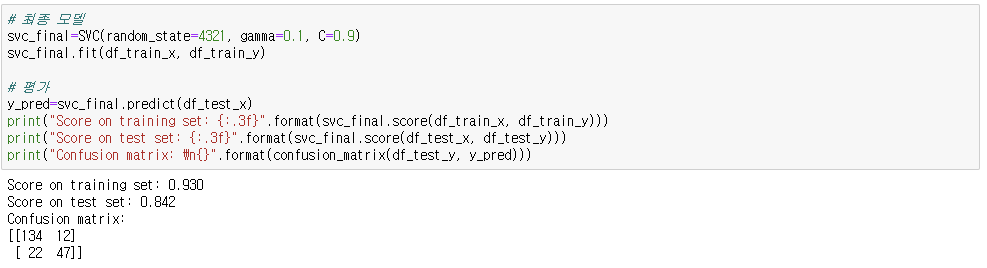 # 최종 모델
svc_final=SVC(random_state=4321, gamma=0.1, C=0.9)
svc_final.fit(df_train_x, df_train_y)
# 평가
y_pred=svc_final.predict(df_test_x)
print("Score on training set: {:.3f}".format(svc_final.score(df_train_x, df_train_y)))
print("Score on test set: {:.3f}".format(svc_final.score(df_test_x, df_test_y)))
print("Confusion matrix: ₩n{}".format(confusion_matrix(df_test_y, y_pred)))
Score on training set: 0.930
Score on test set: 0.842
Confusion matrix:
[[134  12]
 [ 22  47]]